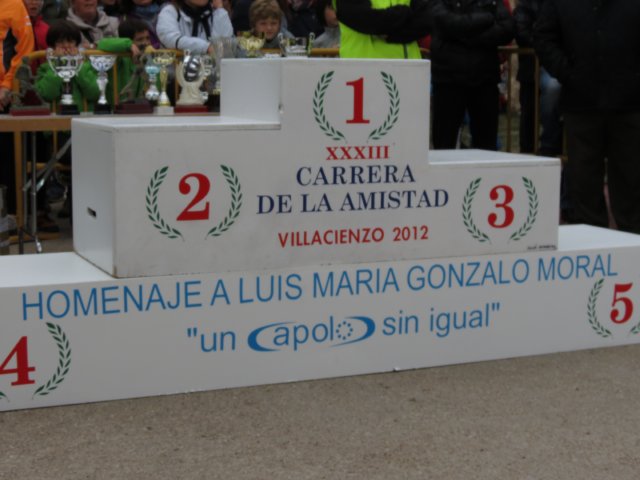 1
XXXIII
CARRERA
DE LA AMISTAD
VILLACIENZO 2012
2
3
HOMENAJE A LUIS MARIA GONZALO MORAL
"un Capolo sin igual"
4
5